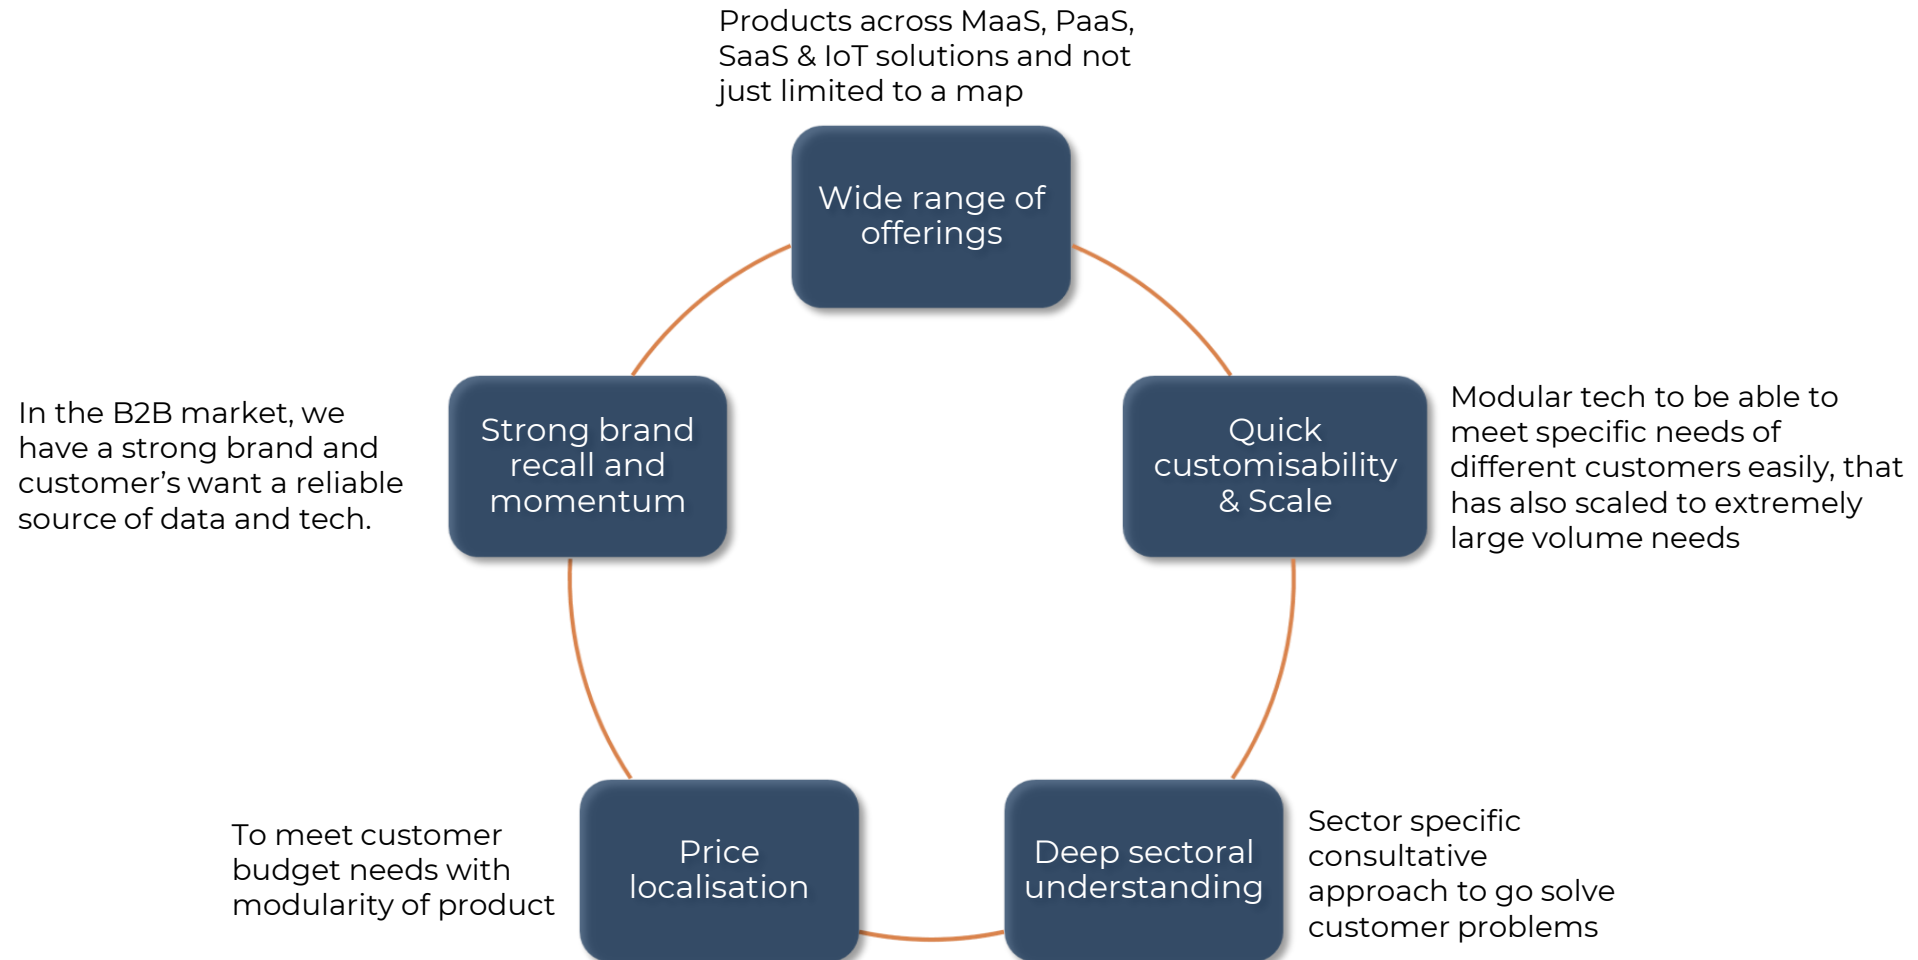 Products across MaaS, PaaS,
SaaS & IoT solutions and not
just limited to a map
Wide range of
offerings
In the B2B market, we
have a strong brand and
customer’s want a reliable
source of data and tech.
Strong brand
recall and
momentum
Quick
customisability
& Scale
Modular tech to be able to
meet specific needs of
different customers easily, that
has also scaled to extremely
large volume needs
To meet customer
budget needs with
modularity of product
Price
localisation
Deep sectoral
understanding
Sector specific
consultative
approach to go solve
customer problems